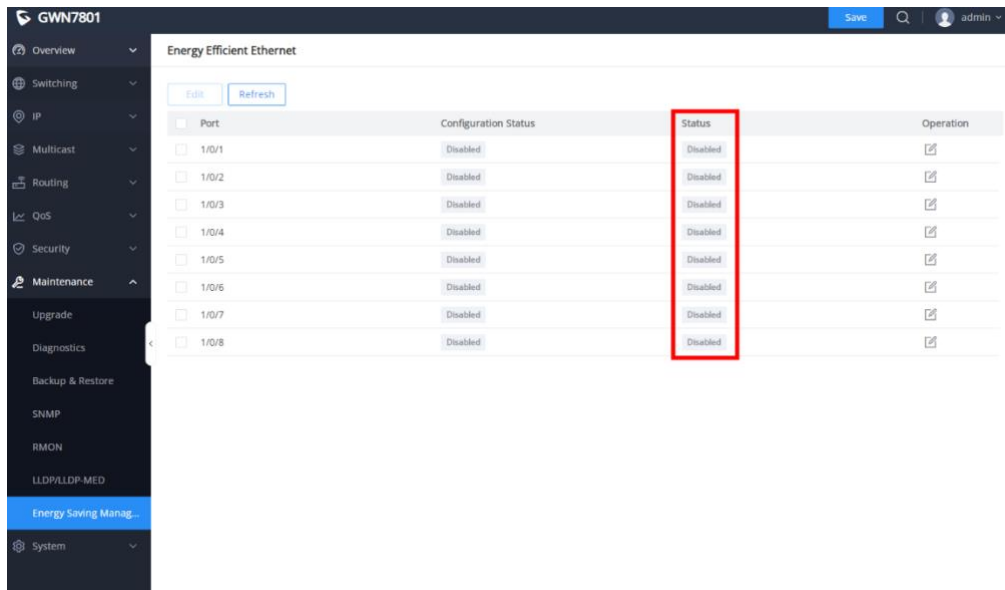 GWN7801
Save
admin
Overview
Switching
IP
Multicast
Routing
QoS
Security
Maintenance
Upgrade
Diagnostics
Backup & Restore
SNMP
RMON
LLDP/LLDP-MED
Energy Saving Manag...
System
Energy Efficient Ethernet
Edit Refresh
Port Configuration Status Status Operation
1/0/1 Disabled Disabled
1/0/2 Disabled Disabled
1/0/3 Disabled Disabled
1/0/4 Disabled Disabled
1/0/5 Disabled Disabled
1/0/6 Disabled Disabled
1/0/7 Disabled Disabled
1/0/8 Disabled Disabled